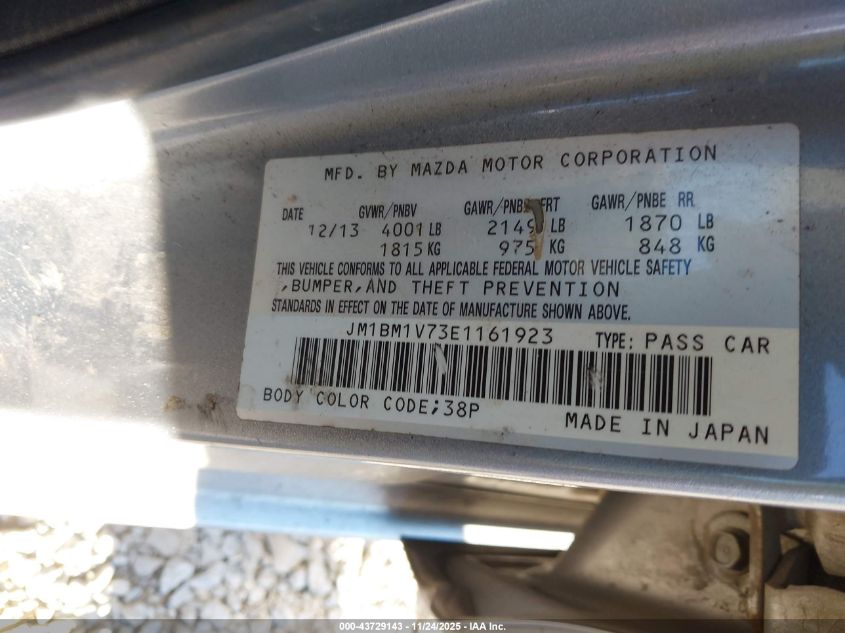 MFD. BY MAZDA MOTOR CORPORATION
DATE GVWR/PNBV GAWR/PNBE FRT GAWR/PNBE RR
12/13 4001 LB 2149 LB 1870 LB
1815 KG 975 KG 848 KG
THIS VEHICLE CONFORMS TO ALL APPLICABLE FEDERAL MOTOR VEHICLE SAFETY
,BUMPER,AND THEFT PREVENTION
STANDARDS IN EFFECT ON THE DATE OF MANUFACTURE SHOWN ABOVE.
JM1BM1V73E1161923 TYPE: PASS CAR
BODY COLOR CODE;38P
MADE IN JAPAN
000-43729143 - 11/24/2025 - IAA Inc.